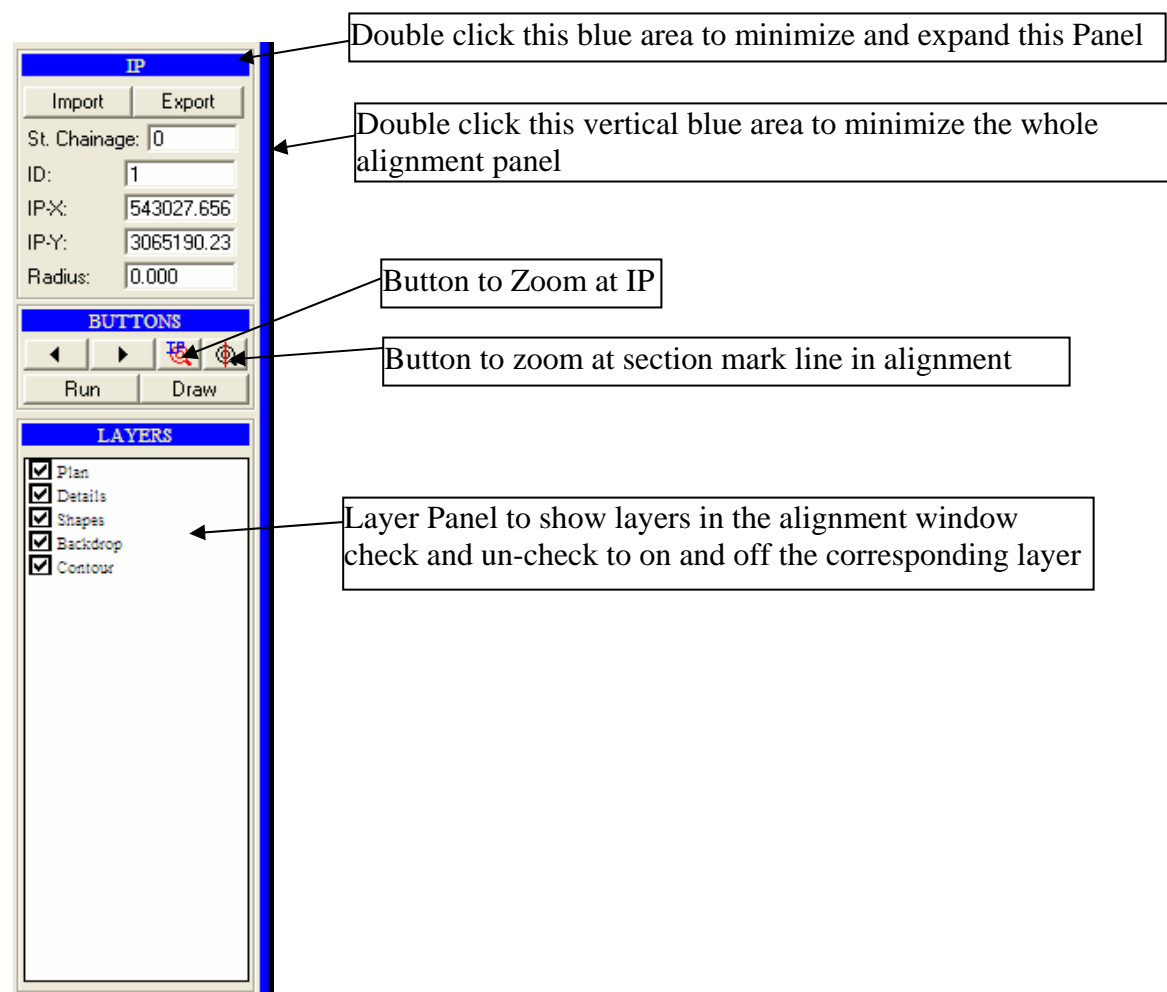 Double click this blue area to minimize and expand this Panel
IP
Import Export
St. Chainage: 0
ID: 1
IP-X: 543027.656
IP-Y: 3065190.23
Radius: 0.000
Double click this vertical blue area to minimize the whole
alignment panel
Button to Zoom at IP
BUTTONS
IP
Run Draw
Button to zoom at section mark line in alignment
LAYERS
Plan
Details
Shapes
Backdrop
Contour
Layer Panel to show layers in the alignment window
check and un-check to on and off the corresponding layer